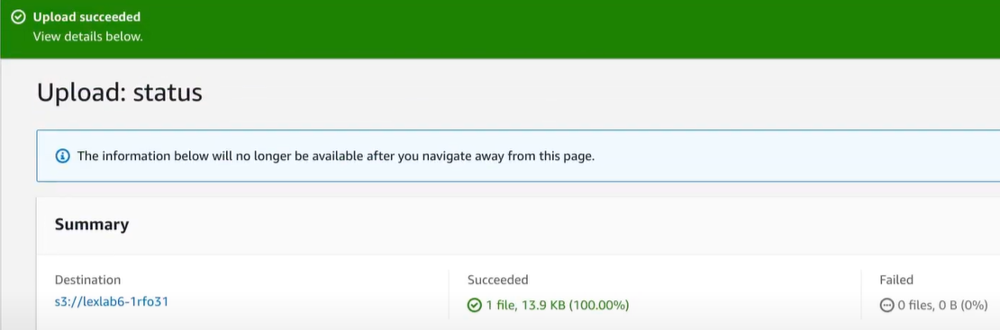 Upload succeeded
View details below.
Upload: status
The information below will no longer be available after you navigate away from this page.
Summary
Destination
s3://lexlab6-1rfo31
Succeeded
1 file, 13.9 KB (100.00%)
Failed
0 files, 0 B (0%)